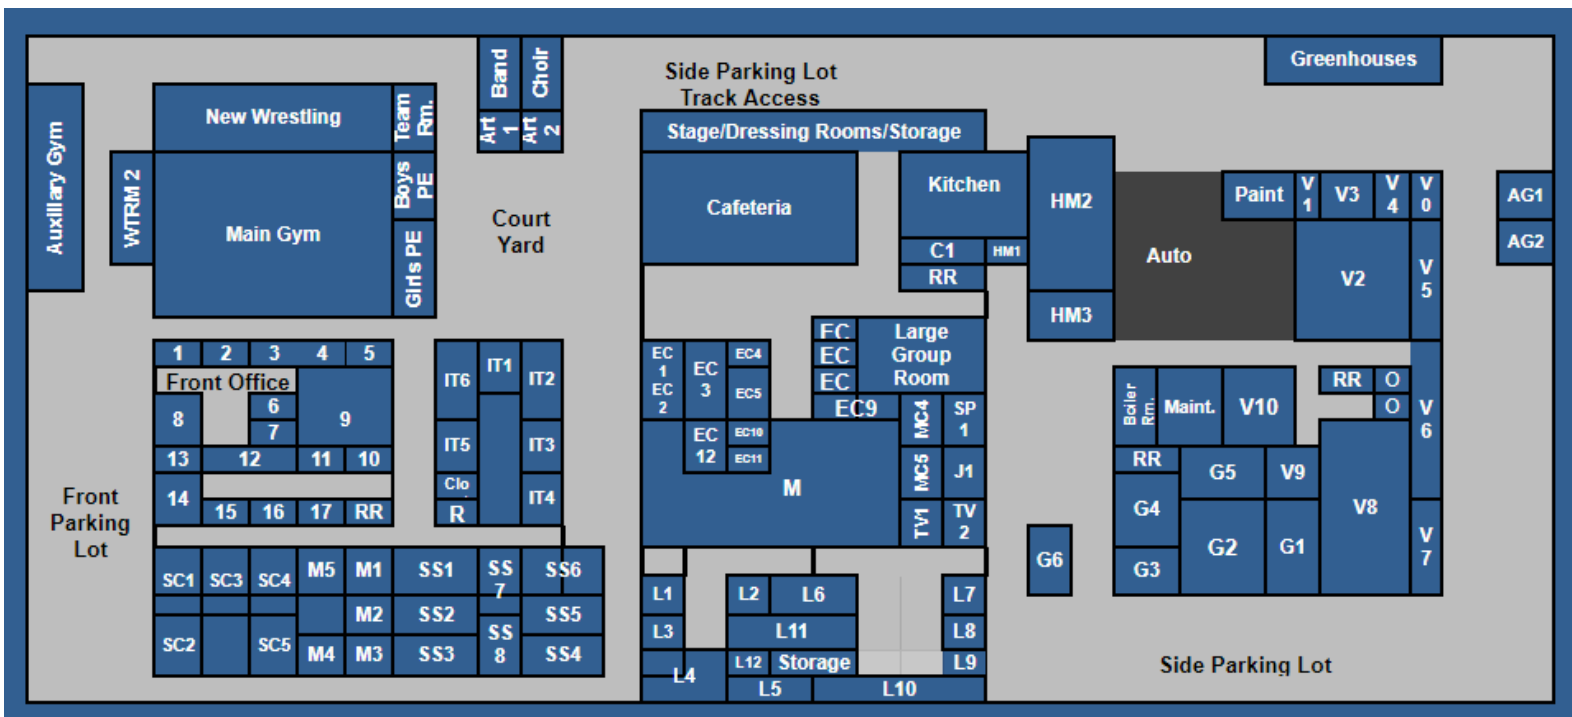 Greenhouses
Band
Choir
Art 1
Art 2
Side Parking Lot
Track Access
Auxillary Gym
New Wrestling
Team Rm.
Stage/Dressing Rooms/Storage
WTRM 2
Main Gym
Boys PE
Girls PE
Court
Yard
Cafeteria
Kitchen
C1
HM1
RR
HM2
HM3
Auto
Paint
V
1
V3
V
4
V
0
V2
V
5
AG1
AG2
1
2
3
4
5
Front Office
6
7
8
9
13
12
11
10
14
15
16
17
RR
IT6
IT1
IT2
IT5
IT3
Clo
R
IT4
EC
1
EC
2
EC
3
EC4
EC5
EC
12
EC10
EC11
EC
EC
EC
EC9
Large
Group
Room
MC4
SP
1
MC5
J1
TV1
TV
2
M
Boiler Rm.
Maint.
V10
RR
O
O
V
6
RR
G5
V9
G4
G2
G1
V8
G3
V
7
G6
Front
Parking
Lot
SC1
SC3
SC4
M5
M1
SS1
SS
7
SS6
M2
SS2
SS5
SC2
SC5
M4
M3
SS3
SS
8
SS4
L1
L2
L6
L7
L3
L11
L8
L4
L12
Storage
L9
L5
L10
Side Parking Lot